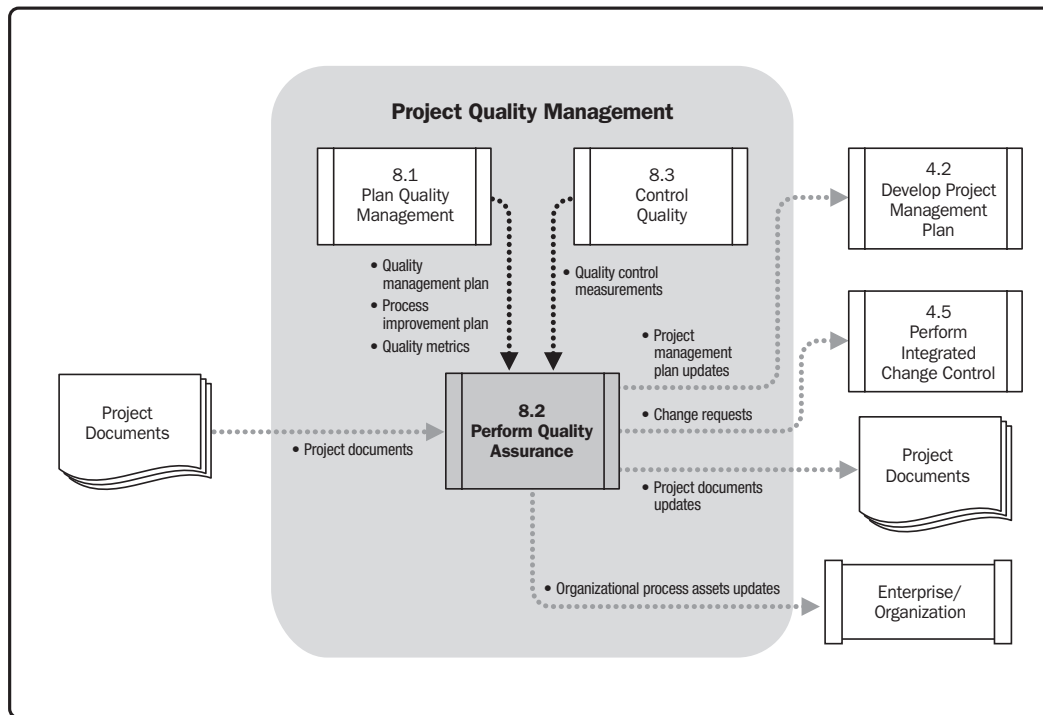 Project Quality Management
8.1
Plan Quality
Management
8.3
Control
Quality
4.2
Develop Project
Management
Plan
• Quality
management plan
• Process
improvement plan
• Quality metrics
• Quality control
measurements
4.5
Perform
Integrated
Change Control
• Project
management
plan updates
Project
Documents
• Project documents
8.2
Perform Quality
Assurance
• Change requests
• Project documents
updates
Project
Documents
• Organizational process assets updates
Enterprise/
Organization